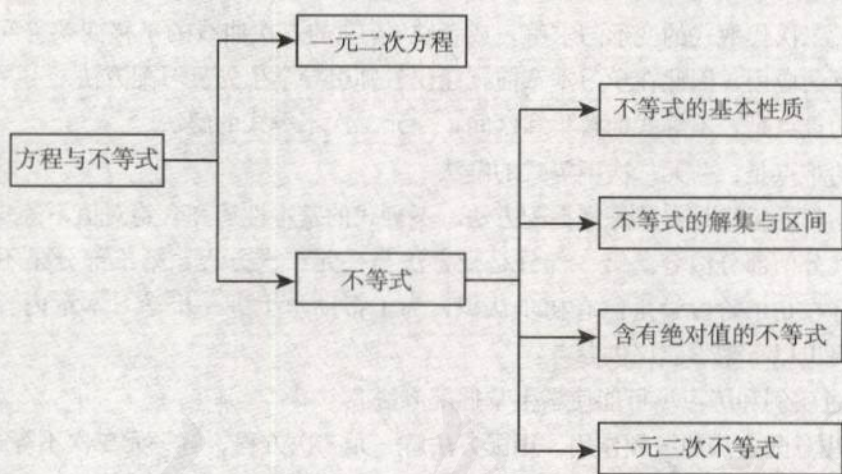 一元二次方程
不等式的基本性质
方程与不等式
不等式的解集与区间
不等式
含有绝对值的不等式
一元二次不等式